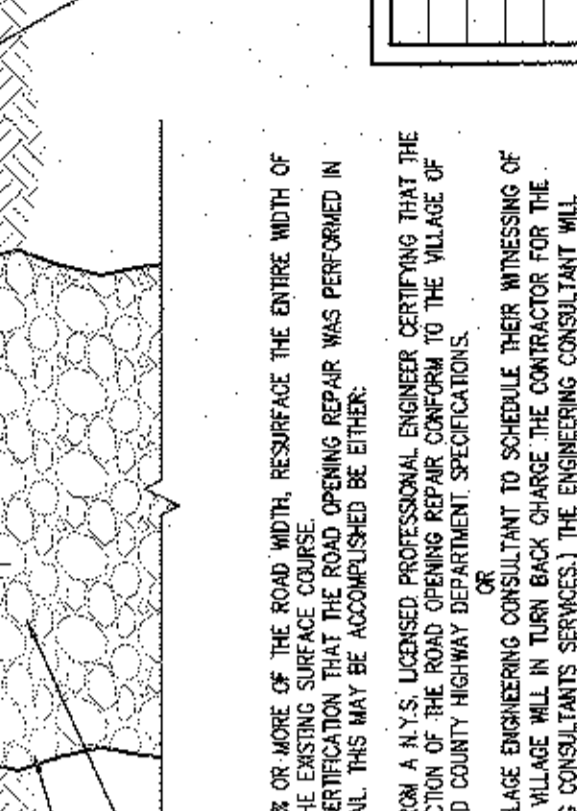 % OR MORE OF THE ROAD WIDTH, RESURFACE THE ENTIRE WIDTH OF
HE EXISTING SURFACE COURSE.
ERTIFICATION THAT THE ROAD OPENING REPAIR WAS PERFORMED IN
THIS MAY BE ACCOMPLISHED BE EITHER:
OM A N.Y.S. LICENSED PROFESSIONAL ENGINEER CERTIFYING THAT THE
CTION OF THE ROAD OPENING REPAIR CONFORM TO THE VILLAGE OF
D COUNTY HIGHWAY DEPARTMENT SPECIFICATIONS.
OR
AGE ENGINEERING CONSULTANT TO SCHEDULE THEIR WITNESSING OF
VILLAGE WILL IN TURN BACK CHARGE THE CONTRACTOR FOR THE
G CONSULTANTS SERVICES.) THE ENGINEERING CONSULTANT WILL